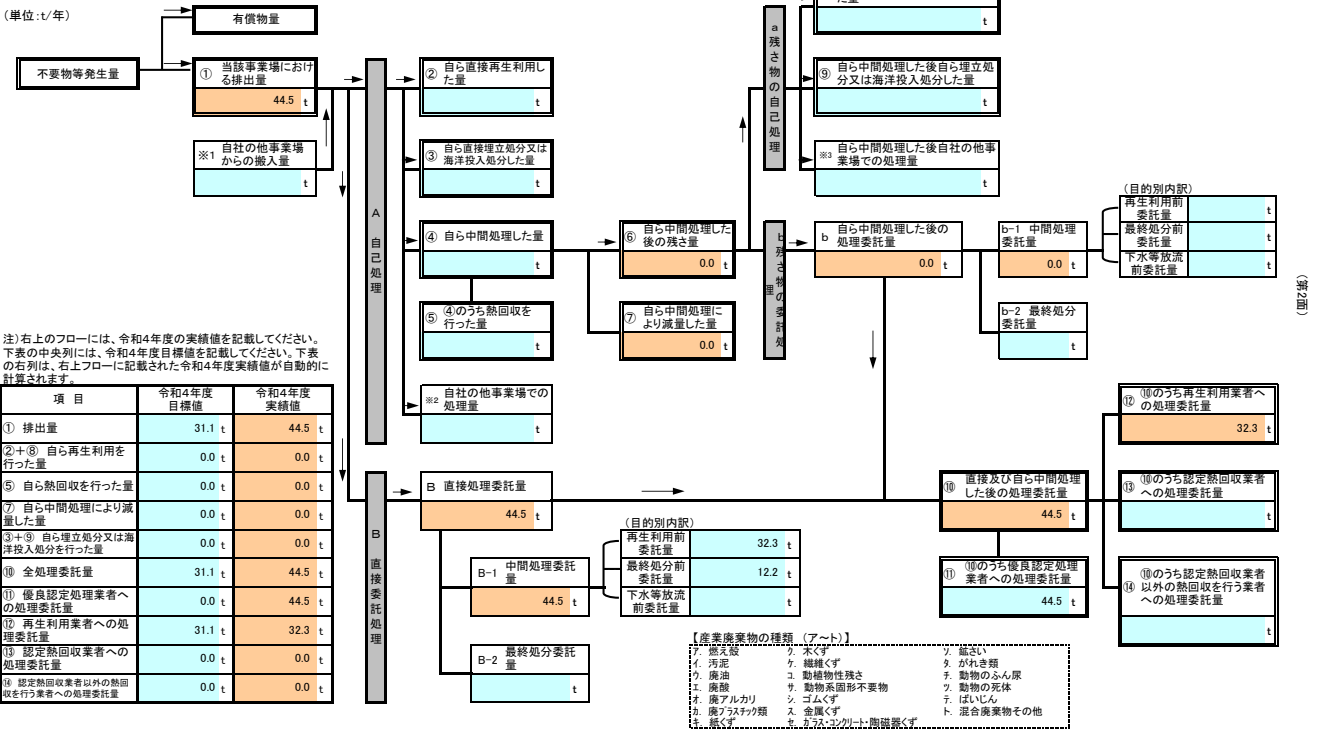 (単位:t/年)
有償物量
不要物等発生量
① 当該事業場におけ
る排出量
44.5 t
※1 自社の他事業場
からの搬入量
t
A 自己処理
② 自ら直接再生利用し
た量
t
③ 自ら直接埋立処分又は
海洋投入処分した量
t
④ 自ら中間処理した量
t
⑤ ④のうち熱回収を
行った量
t
※2 自社の他事業場での
処理量
t
⑥ 自ら中間処理した
後の残さ量
0.0 t
⑦ 自ら中間処理に
より減量した量
0.0 t
a 残さ物の自己処理
t
⑨ 自ら中間処理した後自ら埋立処
分又は海洋投入処分した量
t
※3 自ら中間処理した後自社の他事
業場での処理量
t
b 残さ物の委託処理
b 自ら中間処理した後の
処理委託量
0.0 t
b-1 中間処理
委託量
0.0 t
(目的別内訳)
再生利用前
委託量 t
最終処分前
委託量 t
下水等放流
前委託量 t
b-2 最終処分
委託量
t
(第2面)
注)右上のフローには、令和4年度の実績値を記載してください。
下表の中央列には、令和4年度目標値を記載してください。下表
の右列は、右上フローに記載された令和4年度実績値が自動的に
計算されます。
項 目 令和4年度 目標値 令和4年度 実績値
① 排出量 31.1 t 44.5 t
②+⑧ 自ら再生利用を
行った量 0.0 t 0.0 t
⑤ 自ら熱回収を行った量 0.0 t 0.0 t
⑦ 自ら中間処理により減
量した量 0.0 t 0.0 t
③+⑨ 自ら埋立処分又は海
洋投入処分を行った量 0.0 t 0.0 t
⑩ 全処理委託量 31.1 t 44.5 t
⑪ 優良認定処理業者へ
の処理委託量 0.0 t 44.5 t
⑫ 再生利用業者への処
理委託量 31.1 t 32.3 t
⑬ 認定熱回収業者への
処理委託量 0.0 t 0.0 t
⑭ 認定熱回収業者以外の熱回
収を行う業者への処理委託量 0.0 t 0.0 t
B 直接委託処理
B 直接処理委託量
44.5 t
B-1 中間処理委託
量
44.5 t
(目的別内訳)
再生利用前
委託量 32.3 t
最終処分前
委託量 12.2 t
下水等放流
前委託量 t
B-2 最終処分委託
量
t
⑩ 直接及び自ら中間処理
した後の処理委託量
44.5 t
⑪ ⑩のうち優良認定処理
業者への処理委託量
44.5 t
⑫ ⑩のうち再生利用業者へ
の処理委託量
32.3 t
⑬ ⑩のうち認定熱回収業者
への処理委託量
t
⑭ ⑩のうち認定熱回収業者
以外の熱回収を行う業者
への処理委託量
t
【産業廃棄物の種類 (ア~ト)】
ア. 燃え殻 ク. 木くず ソ. 鉱さい
イ. 汚泥 ケ. 繊維くず タ. がれき類
ウ. 廃油 コ. 動植物性残さ チ. 動物のふん尿
エ. 廃酸 サ. 動物系固形不要物 ツ. 動物の死体
オ. 廃アルカリ シ. ゴムくず テ. ばいじん
カ. 廃プラスチック類 ス. 金属くず ト. 混合廃棄物その他
キ. 紙くず セ. ガラス・コンクリート・陶磁器くず